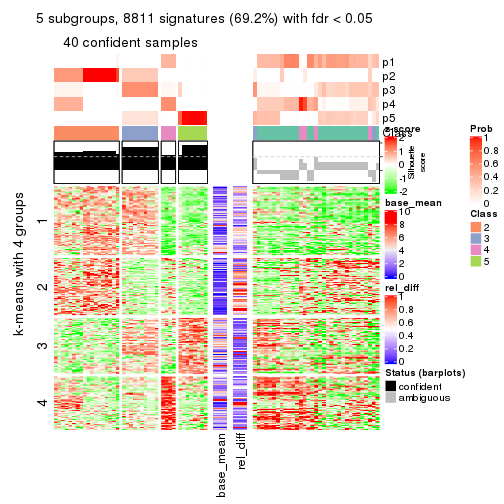 5 subgroups, 8811 signatures (69.2%) with fdr < 0.05
40 confident samples
p1
p2
p3
p4
p5
Class
Silhouette
score
k-means with 4 groups
1
2
3
4
base_mean
rel_diff
z-score
2
1
0
-1
-2
base_mean
10
8
6
4
2
0
rel_diff
1
0.8
0.6
0.4
0.2
0
Status (barplots)
confident
ambiguous
Prob
1
0.8
0.6
0.4
0.2
0
Class
2
3
4
5